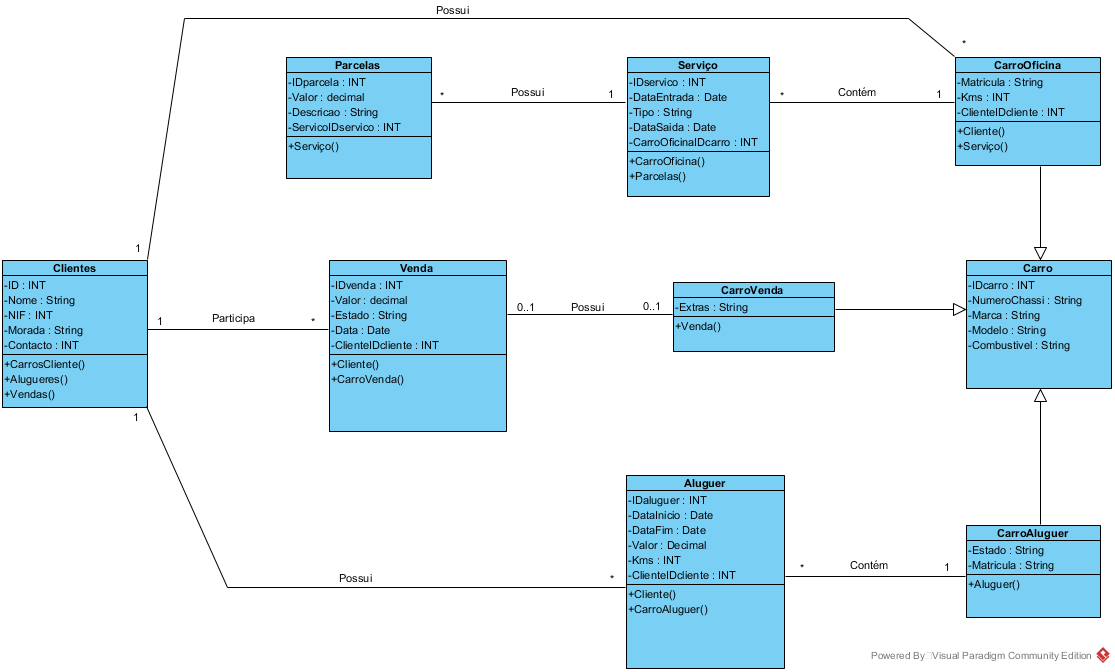 Possui
*
Parcelas
-IDparcela : INT
-Valor : decimal
-Descricao : String
-ServicoIDservico : INT
+Serviço()
*
Possui
1
Serviço
-IDservico : INT
-DataEntrada : Date
-Tipo : String
-DataSaida : Date
-CarroOficinaIDcarro : INT
+CarroOficina()
+Parcelas()
*
Contém
1
CarroOficina
-Matricula : String
-Kms : INT
-ClienteIDcliente : INT
+Cliente()
+Serviço()
1
Clientes
-ID : INT
-Nome : String
-NIF : INT
-Morada : String
-Contacto : INT
+CarrosCliente()
+Alugueres()
+Vendas()
1
Participa
*
Venda
-IDvenda : INT
-Valor : decimal
-Estado : String
-Data : Date
-ClienteIDcliente : INT
+Cliente()
+CarroVenda()
0..1
Possui
0..1
CarroVenda
-Extras : String
+Venda()
Carro
-IDcarro : INT
-NumeroChassi : String
-Marca : String
-Modelo : String
-Combustivel : String
1
Possui
*
Aluguer
-IDaluguer : INT
-DataInicio : Date
-DataFim : Date
-Valor : Decimal
-Kms : INT
-ClienteIDcliente : INT
+Cliente()
+CarroAluguer()
*
Contém
1
CarroAluguer
-Estado : String
-Matricula : String
+Aluguer()
Powered By Visual Paradigm Community Edition